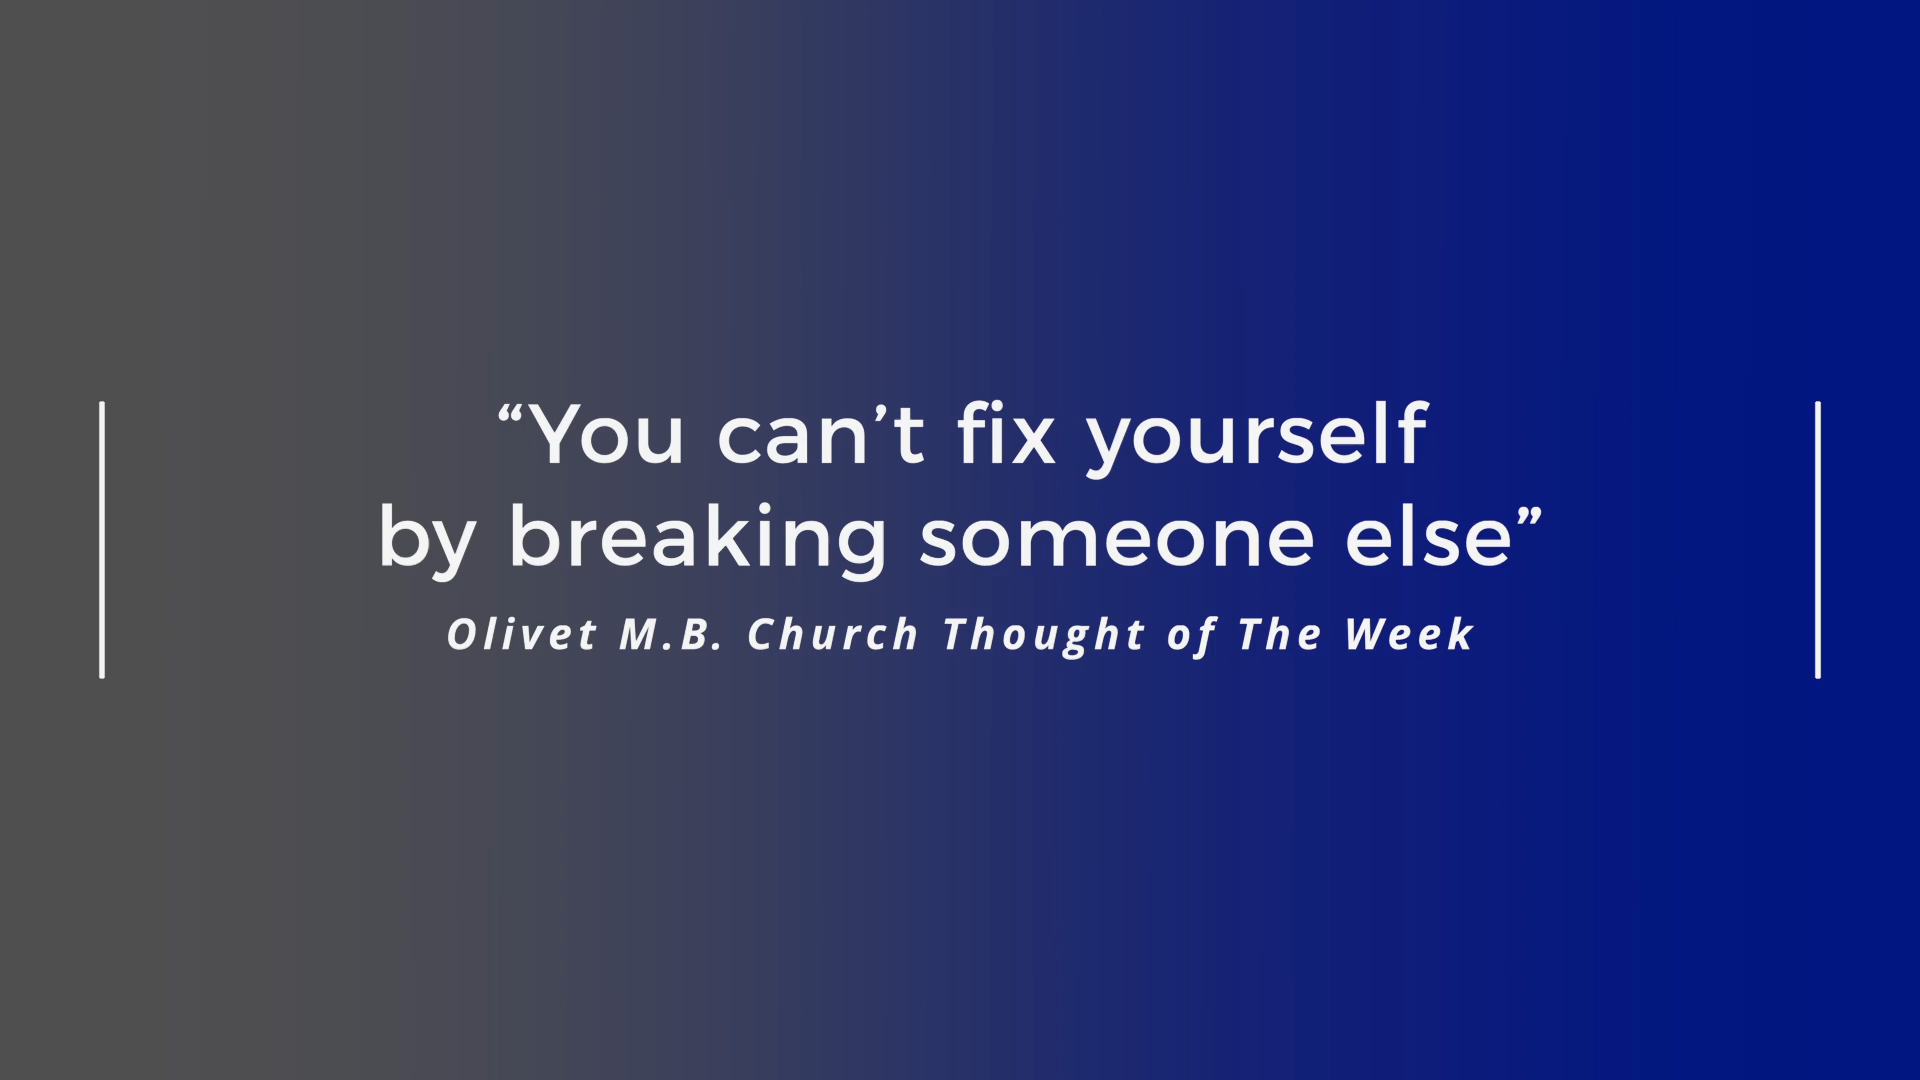 “You can’t fix yourself
by breaking someone else”
Olivet M.B. Church Thought of The Week